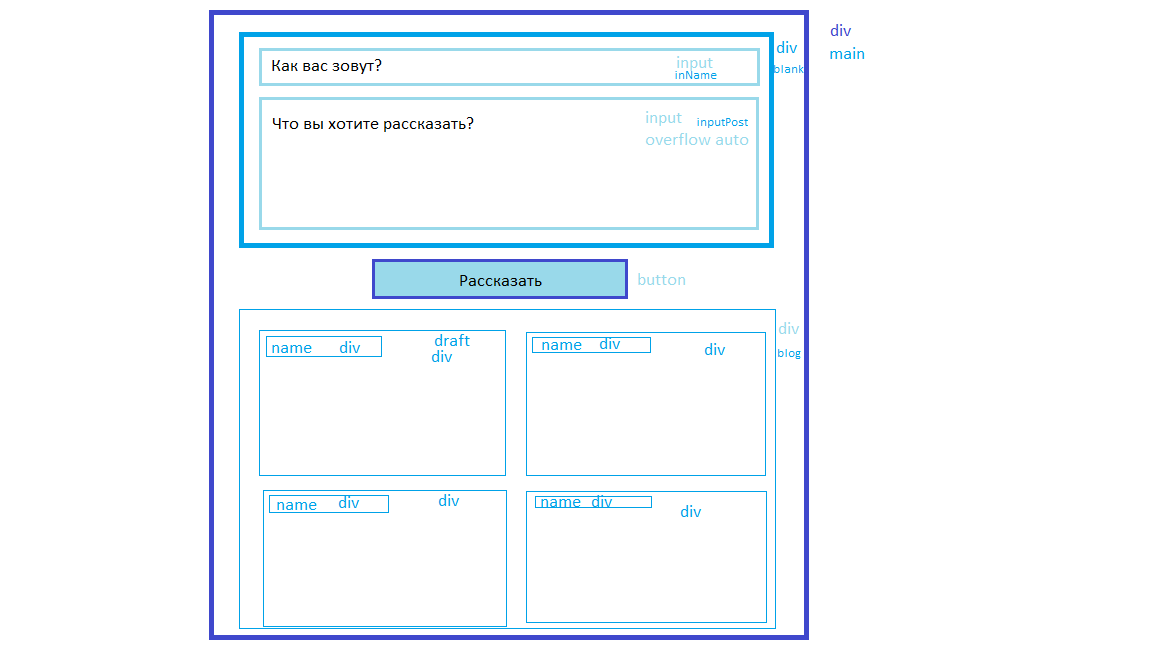 div
main
div
blank
Как вас зовут?
input
inName
Что вы хотите рассказать?
input inputPost
overflow auto
Рассказать
button
div
blog
name div
draft
div
name div
div
name div
div
name div
div